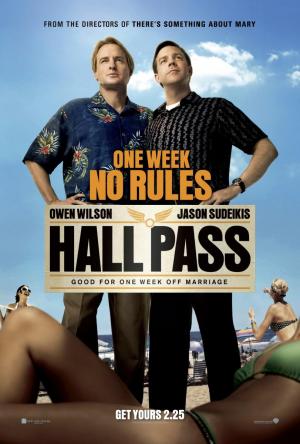 FROM THE DIRECTORS OF THERE'S SOMETHING ABOUT MARY
ONE WEEK
NO RULES
OWEN WILSON JASON SUDEIKIS
HALL PASS
GOOD FOR ONE WEEK OFF MARRIAGE
GET YOURS 2.25